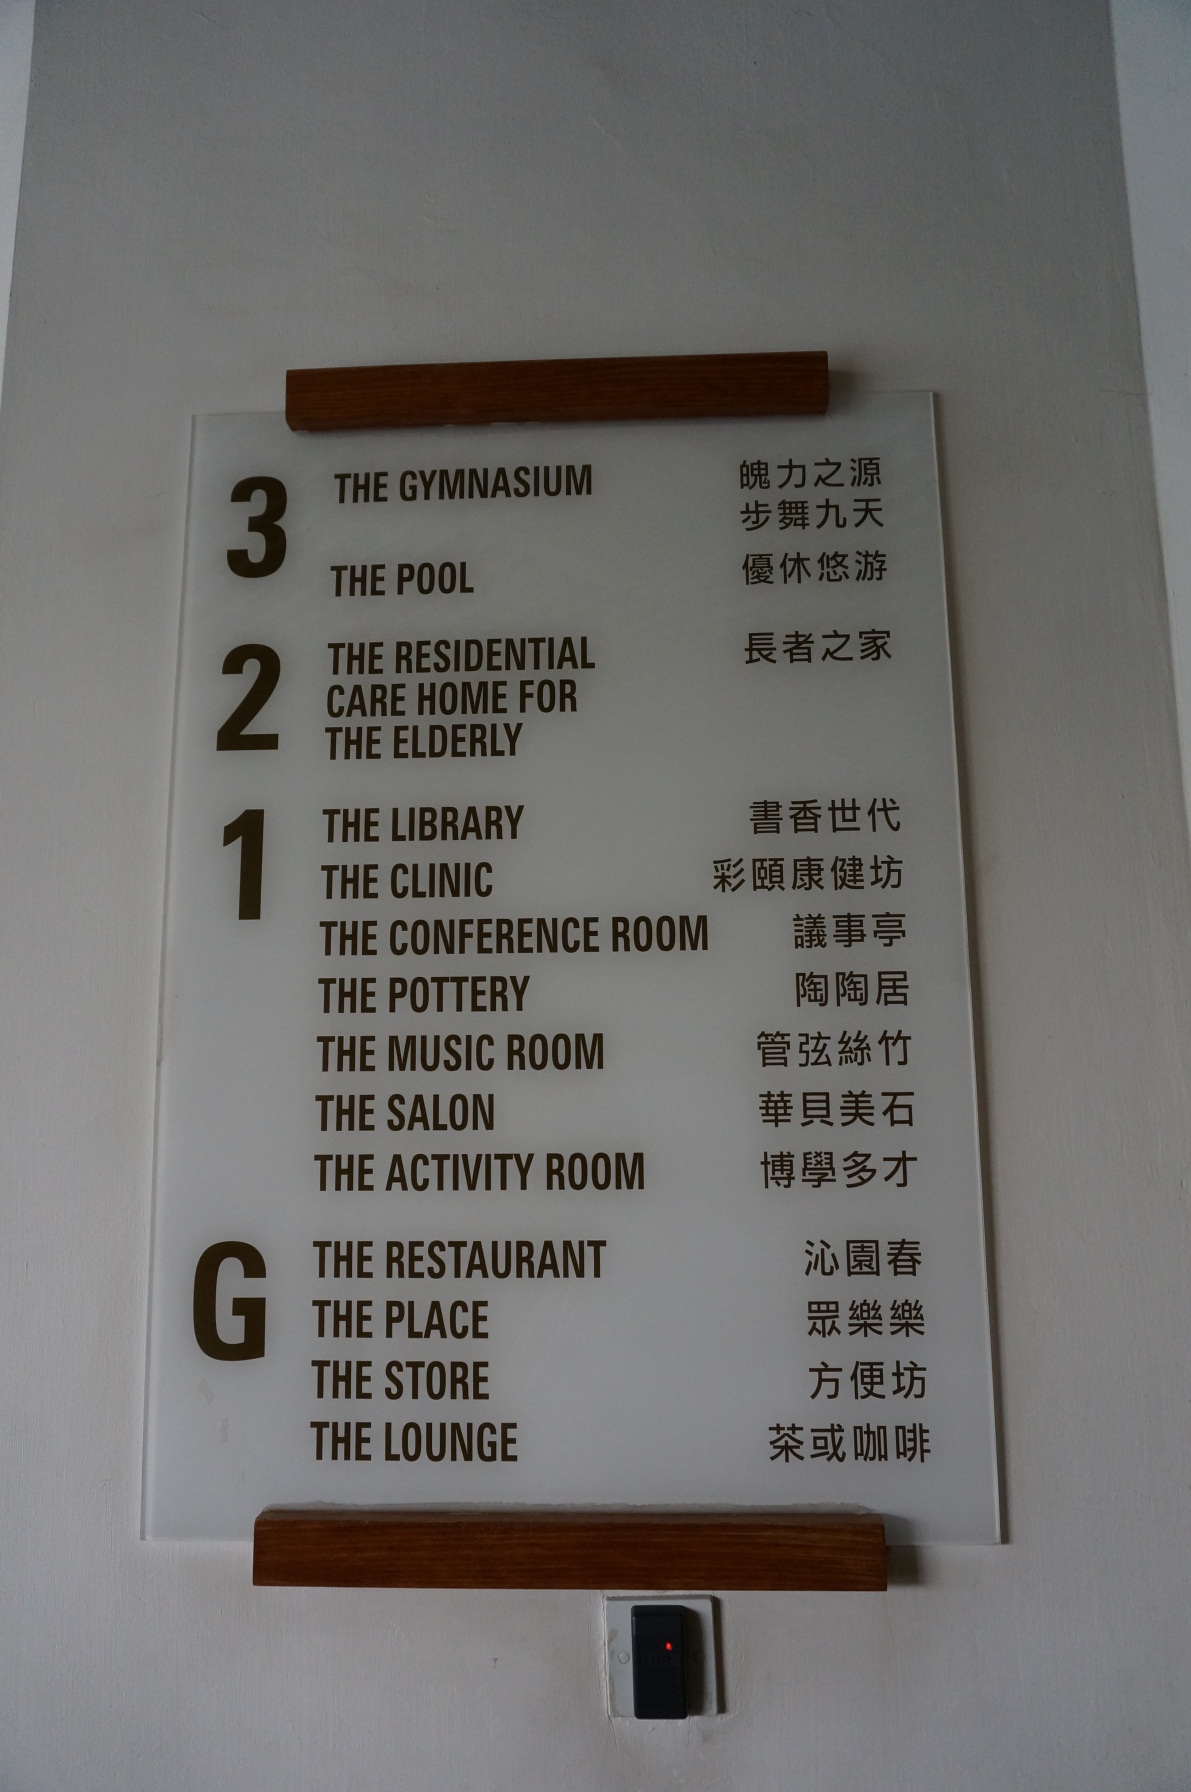 3 THE GYMNASIUM 魄力之源
步舞九天
THE POOL 優休悠游
2 THE RESIDENTIAL 長者之家
CARE HOME FOR
THE ELDERLY
1 THE LIBRARY 書香世代
THE CLINIC 彩頤康健坊
THE CONFERENCE ROOM 議事亭
THE POTTERY 陶陶居
THE MUSIC ROOM 管弦絲竹
THE SALON 華貝美石
THE ACTIVITY ROOM 博學多才
G THE RESTAURANT 沁園春
THE PLACE 眾樂樂
THE STORE 方便坊
THE LOUNGE 茶或咖啡